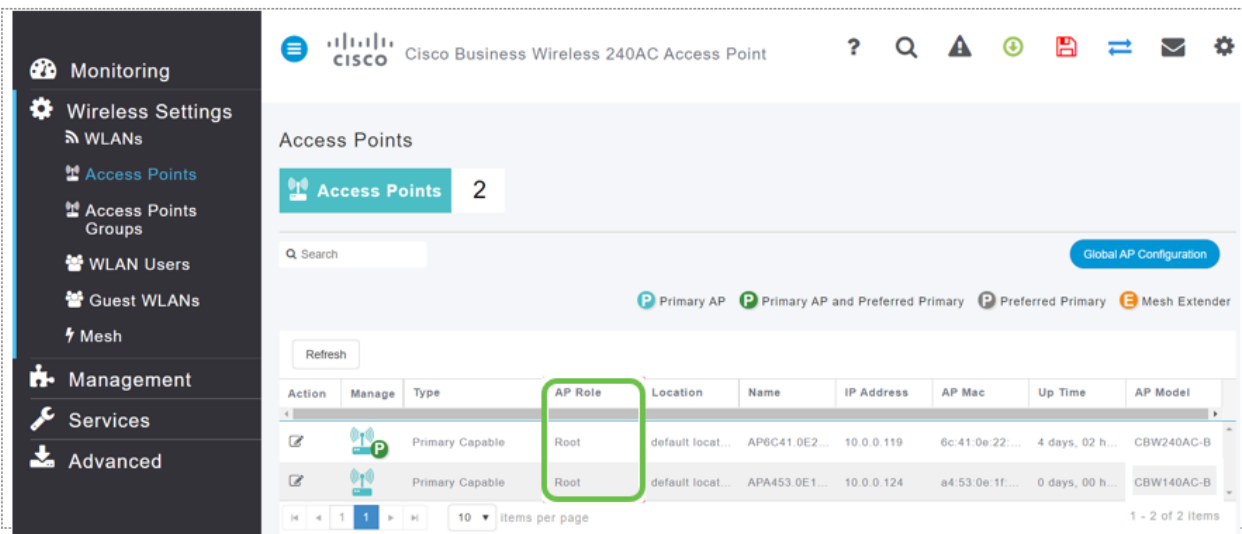 Monitoring
Wireless Settings
WLANs
Access Points
Access Points
Groups
WLAN Users
Guest WLANs
Mesh
Management
Services
Advanced
CISCO Cisco Business Wireless 240AC Access Point ?
Access Points
Access Points 2
Search Global AP Configuration
P Primary AP P Primary AP and Preferred Primary P Preferred Primary E Mesh Extender
Refresh
Action Manage Type AP Role Location Name IP Address AP Mac Up Time AP Model
P Primary Capable Root default locat... AP6C41.0E2... 10.0.0.119 6c:41:0e:22:... 4 days, 02 h... CBW240AC-B
Primary Capable Root default locat... APA453.0E1... 10.0.0.124 a4:53:0e:1f:... 0 days, 00 h... CBW140AC-B
1 1 10 items per page 1 - 2 of 2 items